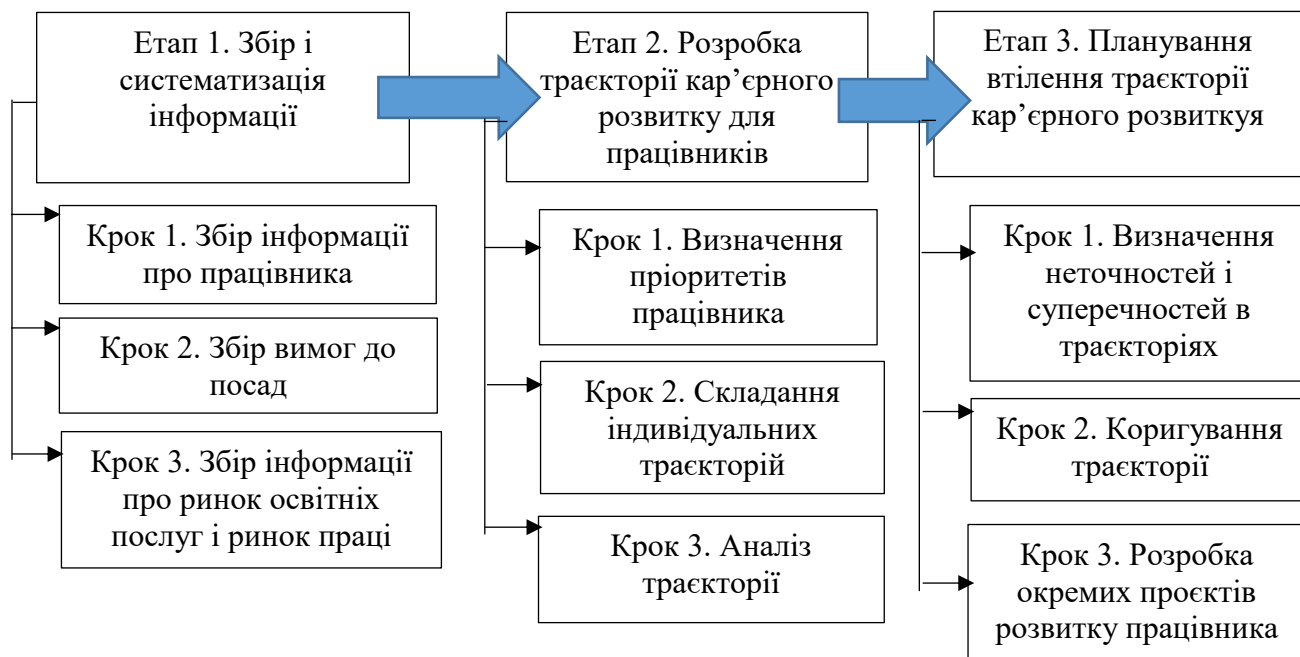 Етап 1. Збір і
систематизація
інформації
Крок 1. Збір інформації
про працівника
Крок 2. Збір вимог до
посад
Крок 3. Збір інформації
про ринок освітніх
послуг і ринок праці
Етап 2. Розробка
траєкторії кар’єрного
розвитку для
працівників
Крок 1. Визначення
пріоритетів
працівника
Крок 2. Складання
індивідуальних
траєкторій
Крок 3. Аналіз
траєкторії
Етап 3. Планування
втілення траєкторії
кар’єрного розвиткуя
Крок 1. Визначення
неточностей і
суперечностей в
траєкторіях
Крок 2. Коригування
траєкторії
Крок 3. Розробка
окремих проєктів
розвитку працівника